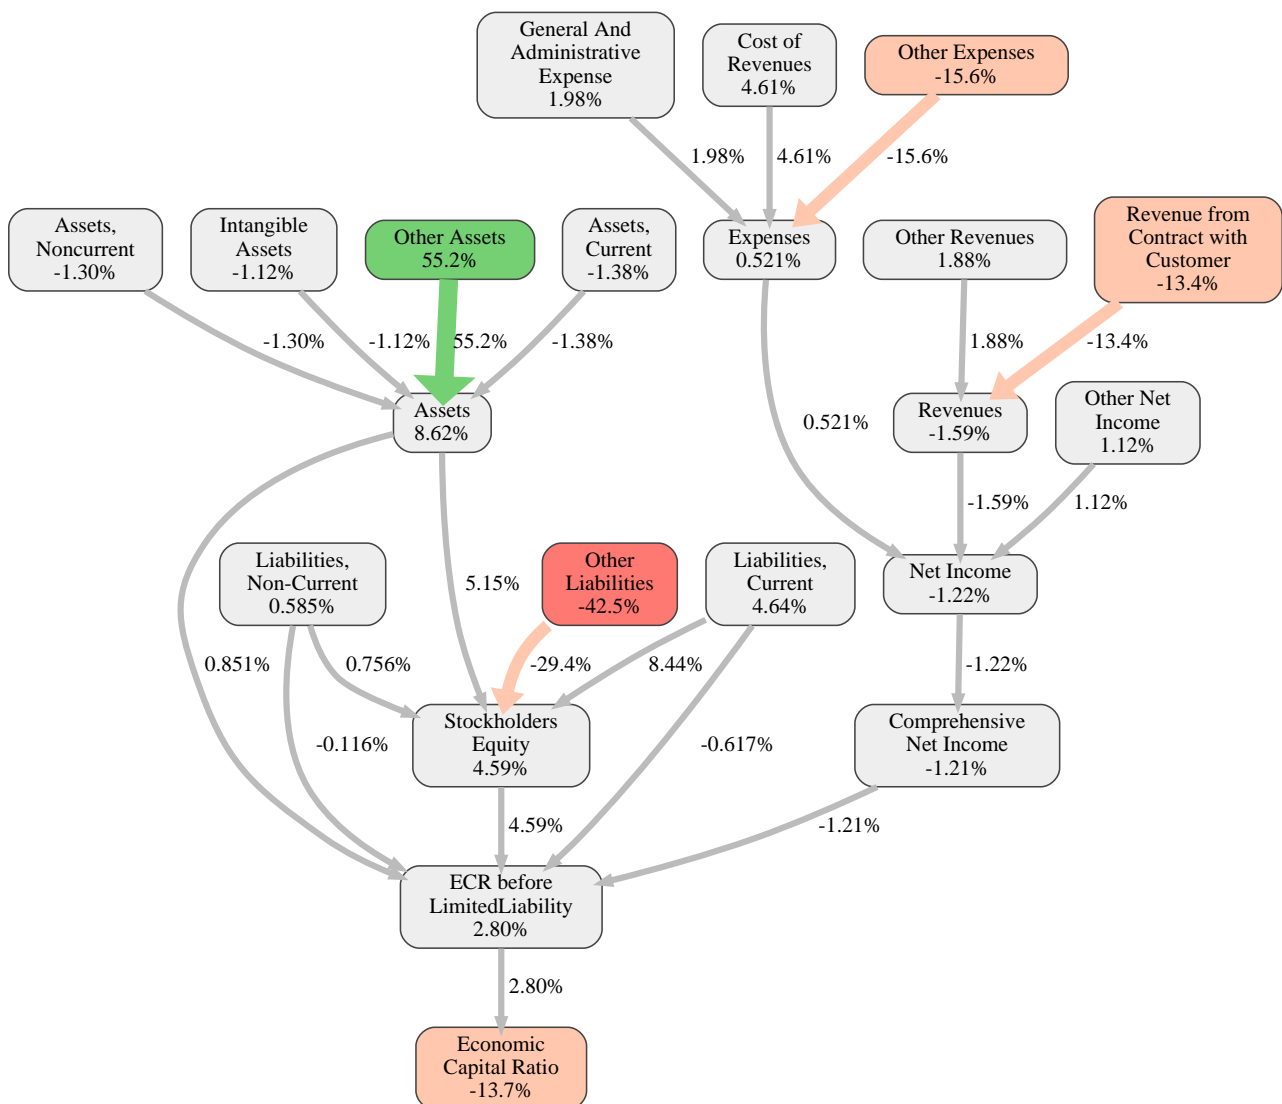 General And
Administrative
Expense
1.98%
Cost of
Revenues
4.61%
Other Expenses
-15.6%
1.98%
4.61%
-15.6%
Assets,
Noncurrent
-1.30%
Intangible
Assets
-1.12%
Other Assets
55.2%
Assets,
Current
-1.38%
Expenses
0.521%
Other Revenues
1.88%
Revenue from
Contract with
Customer
-13.4%
-1.30%
-1.12%
55.2%
-1.38%
1.88%
-13.4%
Assets
8.62%
0.521%
Revenues
-1.59%
Other Net
Income
1.12%
-1.59%
1.12%
Liabilities,
Non-Current
0.585%
5.15%
Other
Liabilities
-42.5%
Liabilities,
Current
4.64%
Net Income
-1.22%
0.851%
0.756%
-29.4%
8.44%
-1.22%
-0.116%
Stockholders
Equity
4.59%
-0.617%
Comprehensive
Net Income
-1.21%
4.59%
-1.21%
ECR before
LimitedLiability
2.80%
2.80%
Economic
Capital Ratio
-13.7%